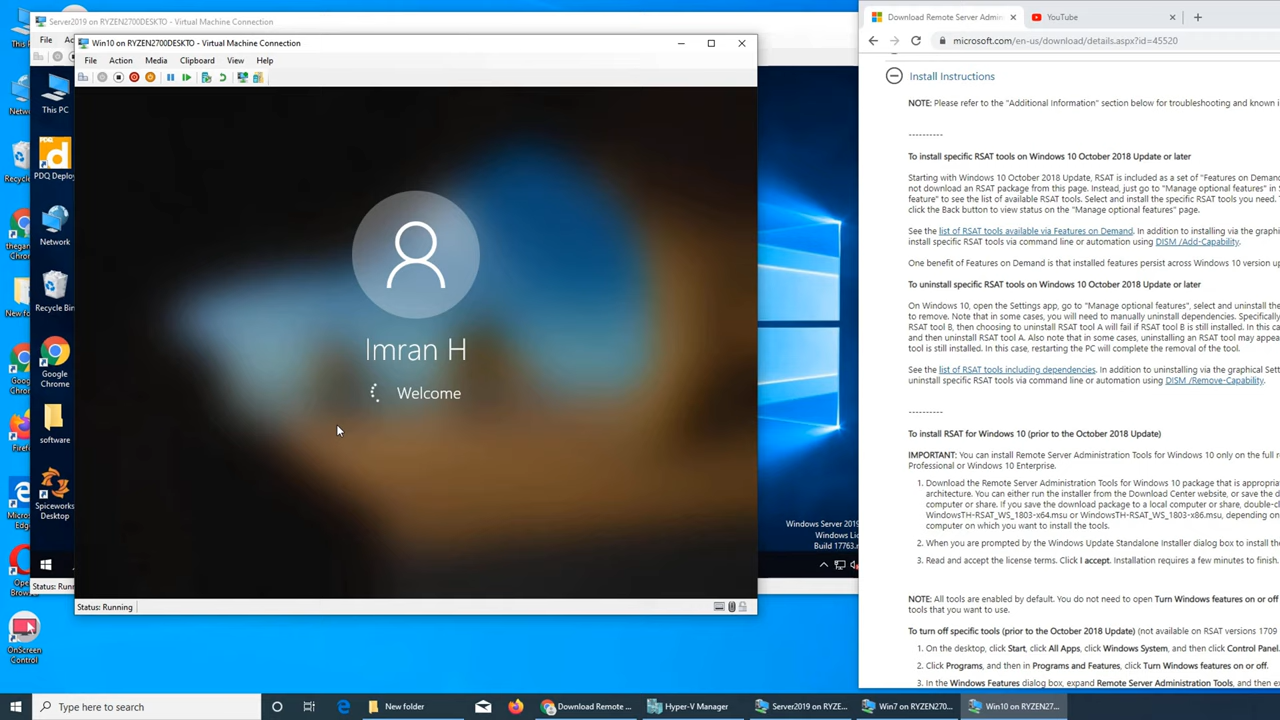 Server2019 on RYZEN2700DESKTO - Virtual Machine Connection
File
Win10 on RYZEN2700DESKTO - Virtual Machine Connection
File Action Media Clipboard View Help
Imran H
Welcome
Status: Running
This PC
PDQ Deploy
Network
Recycle Bin
Google
Chrome
software
Spiceworks
Desktop
OnScreen
Control
Windows Server 2019
Build 17763.
Download Remote Server Admin
YouTube
microsoft.com/en-us/download/details.aspx?id=45520
Install Instructions
NOTE: Please refer to the "Additional Information" section below for troubleshooting and known i
----------
To install specific RSAT tools on Windows 10 October 2018 Update or later
Starting with Windows 10 October 2018 Update, RSAT is included as a set of "Features on Demand
not download an RSAT package from this page. Instead, just go to "Manage optional features" in S
feature" to see the list of available RSAT tools. Select and install the specific RSAT tools you need. T
click the Back button to view status on the "Manage optional features" page.
See the list of RSAT tools available via Features on Demand. In addition to installing via the graphi
install specific RSAT tools via command line or automation using DISM /Add-Capability.
One benefit of Features on Demand is that installed features persist across Windows 10 version up
To uninstall specific RSAT tools on Windows 10 October 2018 Update or later
On Windows 10, open the Settings app, go to "Manage optional features", select and uninstall the
to remove. Note that in some cases, you will need to manually uninstall dependencies. Specifically
RSAT tool B, then choosing to uninstall RSAT tool A will fail if RSAT tool B is still installed. In this ca
and then uninstall RSAT tool A. Also note that in some cases, uninstalling an RSAT tool may appea
tool is still installed. In this case, restarting the PC will complete the removal of the tool.
See the list of RSAT tools including dependencies. In addition to uninstalling via the graphical Sett
uninstall specific RSAT tools via command line or automation using DISM /Remove-Capability.
----------
To install RSAT for Windows 10 (prior to the October 2018 Update)
IMPORTANT: You can install Remote Server Administration Tools for Windows 10 only on the full r
Professional or Windows 10 Enterprise.
1. Download the Remote Server Administration Tools for Windows 10 package that is appropria
architecture. You can either run the installer from the Download Center website, or save the d
computer or share. If you save the download package to a local computer or share, double-c
WindowsTH-RSAT_WS_1803-x64.msu or WindowsTH-RSAT_WS_1803-x86.msu, depending on
computer on which you want to install the tools.
2. When you are prompted by the Windows Update Standalone Installer dialog box to install the
3. Read and accept the license terms. Click I accept. Installation requires a few minutes to finish.
NOTE: All tools are enabled by default. You do not need to open Turn Windows features on or off
tools that you want to use.
To turn off specific tools (prior to the October 2018 Update) (not available on RSAT versions 1709
1. On the desktop, click Start, click All Apps, click Windows System, and then click Control Panel.
2. Click Programs, and then in Programs and Features, click Turn Windows features on or off.
3. In the Windows Features dialog box, expand Remote Server Administration Tools, and then ex
Type here to search
New folder
Download Remote ...
Hyper-V Manager
Server2019 on RYZE...
Win7 on RYZEN270...
Win10 on RYZEN27...